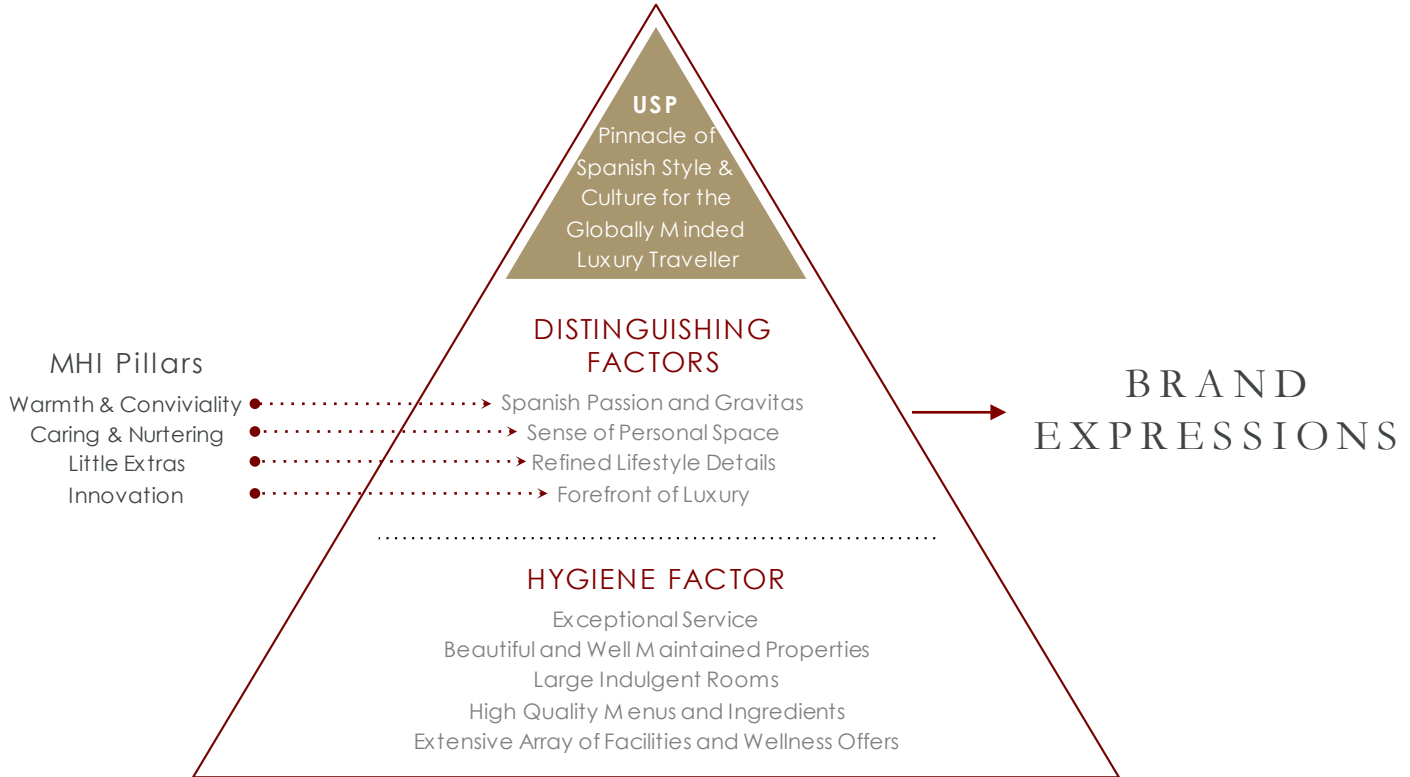 USP
Pinnacle of
Spanish Style &
Culture for the
Globally Minded
Luxury Traveller
DISTINGUISHING
FACTORS
MHI Pillars
Warmth & Conviviality
Caring & Nurtering
Little Extras
Innovation
Spanish Passion and Gravitas
Sense of Personal Space
Refined Lifestyle Details
Forefront of Luxury
BRAND
EXPRESSIONS
HYGIENE FACTOR
Exceptional Service
Beautiful and Well Maintained Properties
Large Indulgent Rooms
High Quality Menus and Ingredients
Extensive Array of Facilities and Wellness Offers